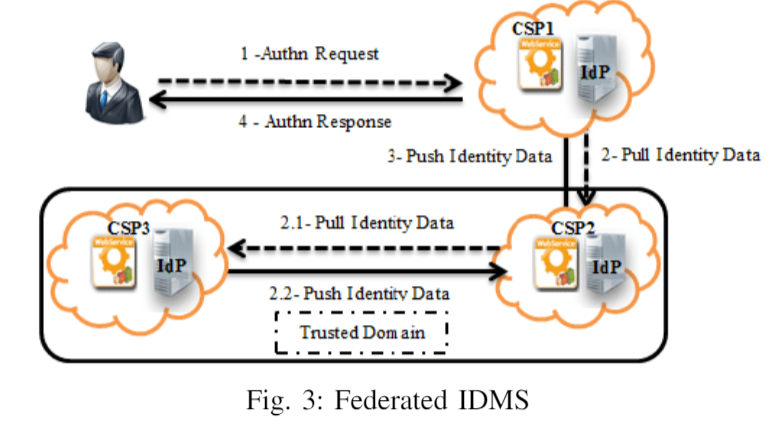 CSP1
WebService
IdP
1 -Authn Request
4 - Authn Response
3- Push Identity Data
2- Pull Identity Data
CSP3
WebService
IdP
2.1- Pull Identity Data
2.2- Push Identity Data
CSP2
WebService
IdP
Trusted Domain
Fig. 3: Federated IDMS